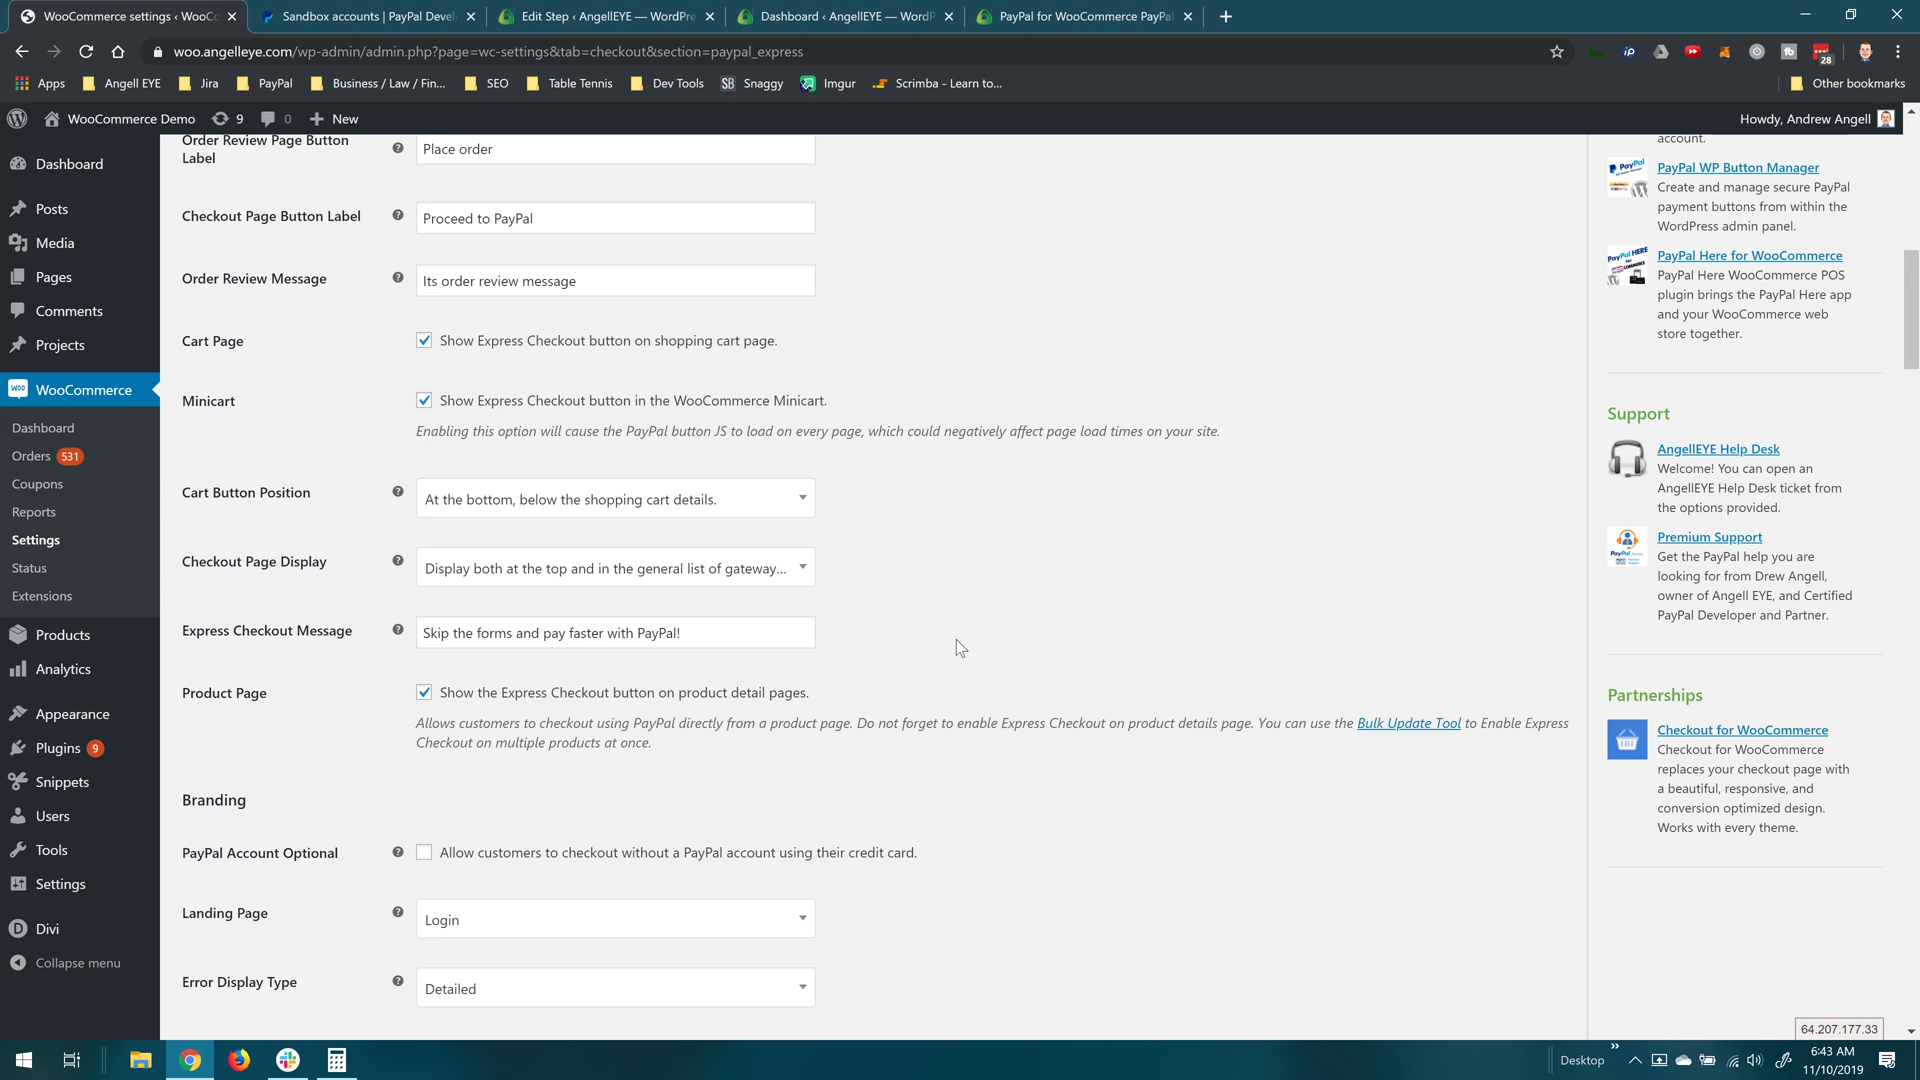 WooCommerce settings ‹ WooC
Sandbox accounts | PayPal Devel
Edit Step ‹ AngellEYE — WordPre
Dashboard ‹ AngellEYE — WordP
PayPal for WooCommerce PayPal
woo.angelleye.com/wp-admin/admin.php?page=wc-settings&tab=checkout&section=paypal_express
28
Apps
Angell EYE
Jira
PayPal
Business / Law / Fin...
SEO
Table Tennis
Dev Tools
SB Snaggy
Imgur
Scrimba - Learn to...
Other bookmarks
WooCommerce Demo
9
0
New
Howdy, Andrew Angell
Dashboard
Posts
Media
Pages
Comments
Projects
WooCommerce
Dashboard
Orders 531
Coupons
Reports
Settings
Status
Extensions
Products
Analytics
Appearance
Plugins 9
Snippets
Users
Tools
Settings
Divi
Collapse menu
Order Review Page Button
Label
Place order
Checkout Page Button Label
Proceed to PayPal
Order Review Message
Its order review message
Cart Page
Show Express Checkout button on shopping cart page.
Minicart
Show Express Checkout button in the WooCommerce Minicart.
Enabling this option will cause the PayPal button JS to load on every page, which could negatively affect page load times on your site.
Cart Button Position
At the bottom, below the shopping cart details.
Checkout Page Display
Display both at the top and in the general list of gateway...
Express Checkout Message
Skip the forms and pay faster with PayPal!
Product Page
Show the Express Checkout button on product detail pages.
Allows customers to checkout using PayPal directly from a product page. Do not forget to enable Express Checkout on product details page. You can use the Bulk Update Tool to Enable Express
Checkout on multiple products at once.
Branding
PayPal Account Optional
Allow customers to checkout without a PayPal account using their credit card.
Landing Page
Login
Error Display Type
Detailed
account.
PayPal WP Button Manager
Create and manage secure PayPal
payment buttons from within the
WordPress admin panel.
PayPal Here for WooCommerce
PayPal Here WooCommerce POS
plugin brings the PayPal Here app
and your WooCommerce web
store together.
Support
AngellEYE Help Desk
Welcome! You can open an
AngellEYE Help Desk ticket from
the options provided.
Premium Support
Get the PayPal help you are
looking for from Drew Angell,
owner of Angell EYE, and Certified
PayPal Developer and Partner.
Partnerships
Checkout for WooCommerce
Checkout for WooCommerce
replaces your checkout page with
a beautiful, responsive, and
conversion optimized design.
Works with every theme.
64.207.177.33
Desktop
6:43 AM
11/10/2019